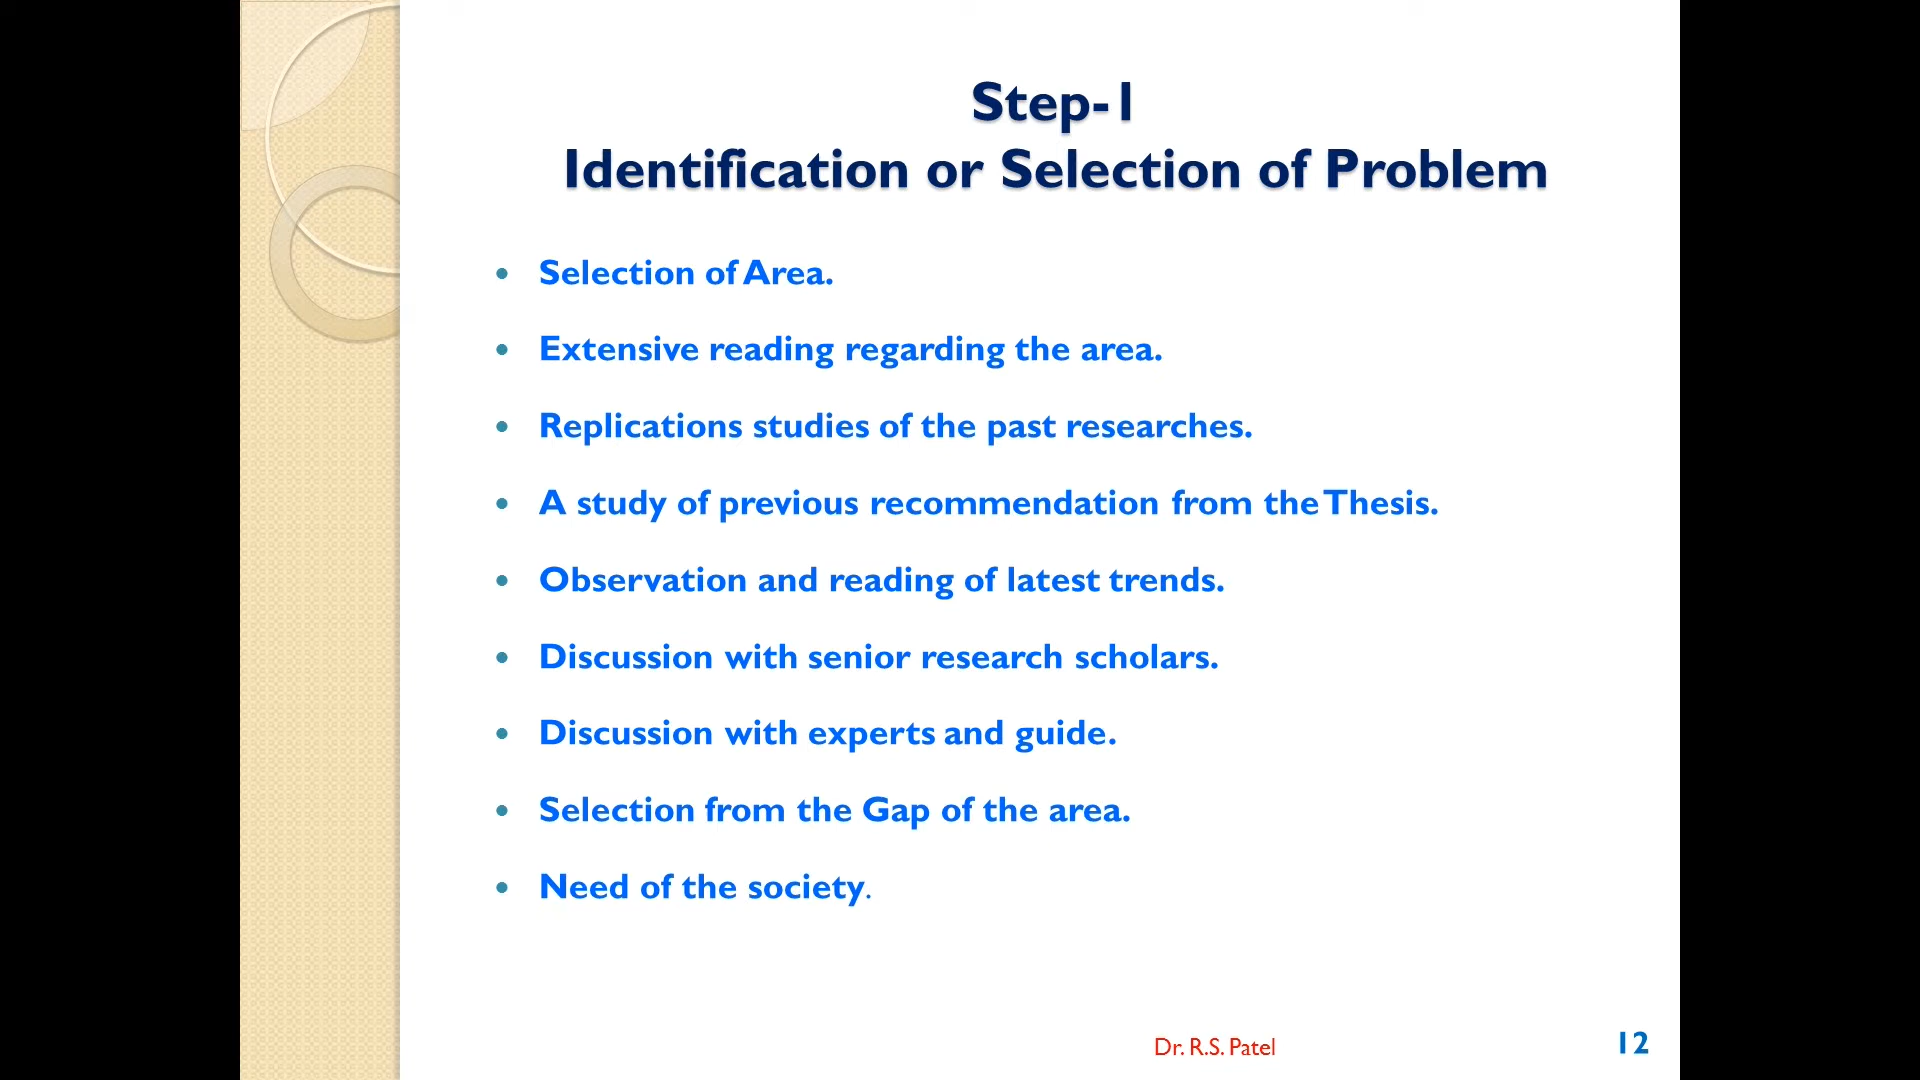 Step-1
Identification or Selection of Problem
• Selection of Area.
• Extensive reading regarding the area.
• Replications studies of the past researches.
• A study of previous recommendation from the Thesis.
• Observation and reading of latest trends.
• Discussion with senior research scholars.
• Discussion with experts and guide.
• Selection from the Gap of the area.
• Need of the society.
Dr. R.S. Patel
12